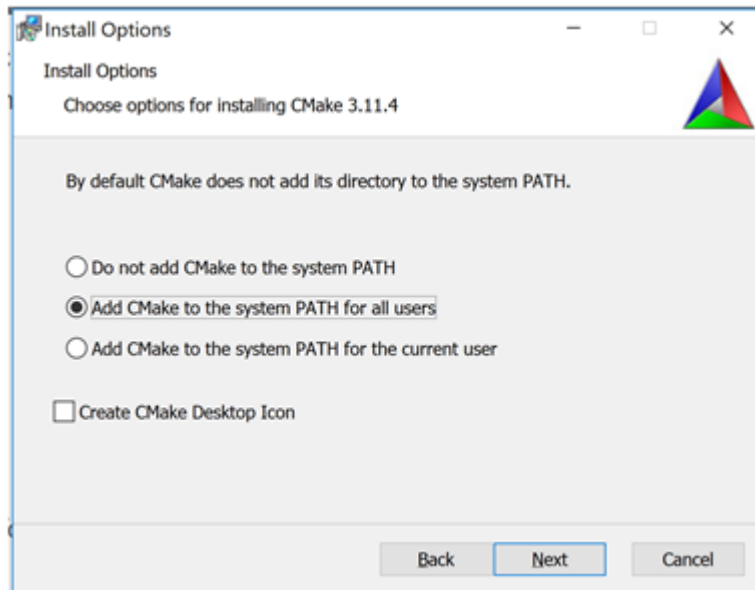 Install Options
Install Options
Choose options for installing CMake 3.11.4
By default CMake does not add its directory to the system PATH.
Do not add CMake to the system PATH
Add CMake to the system PATH for all users
Add CMake to the system PATH for the current user
Create CMake Desktop Icon
Back Next Cancel